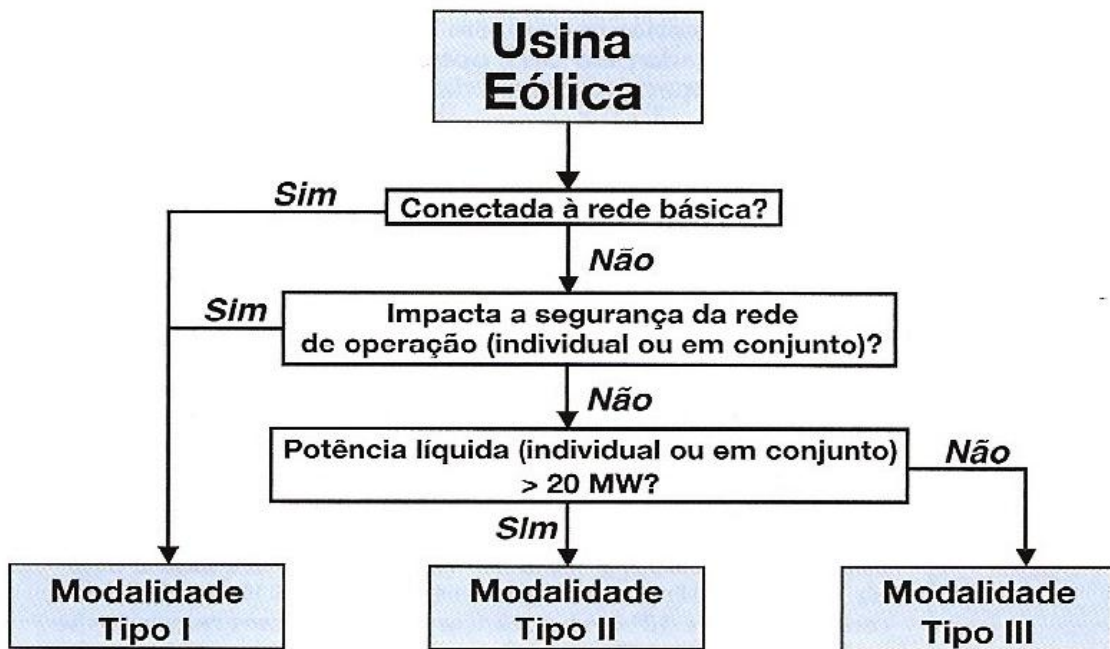 Usina
Eólica
Sim
Conectada à rede básica?
Não
Sim
Impacta a segurança da rede
de operação (individual ou em conjunto)?
Não
Potência líquida (individual ou em conjunto)
> 20 MW?
Não
Sim
Modalidade
Tipo I
Modalidade
Tipo II
Modalidade
Tipo III